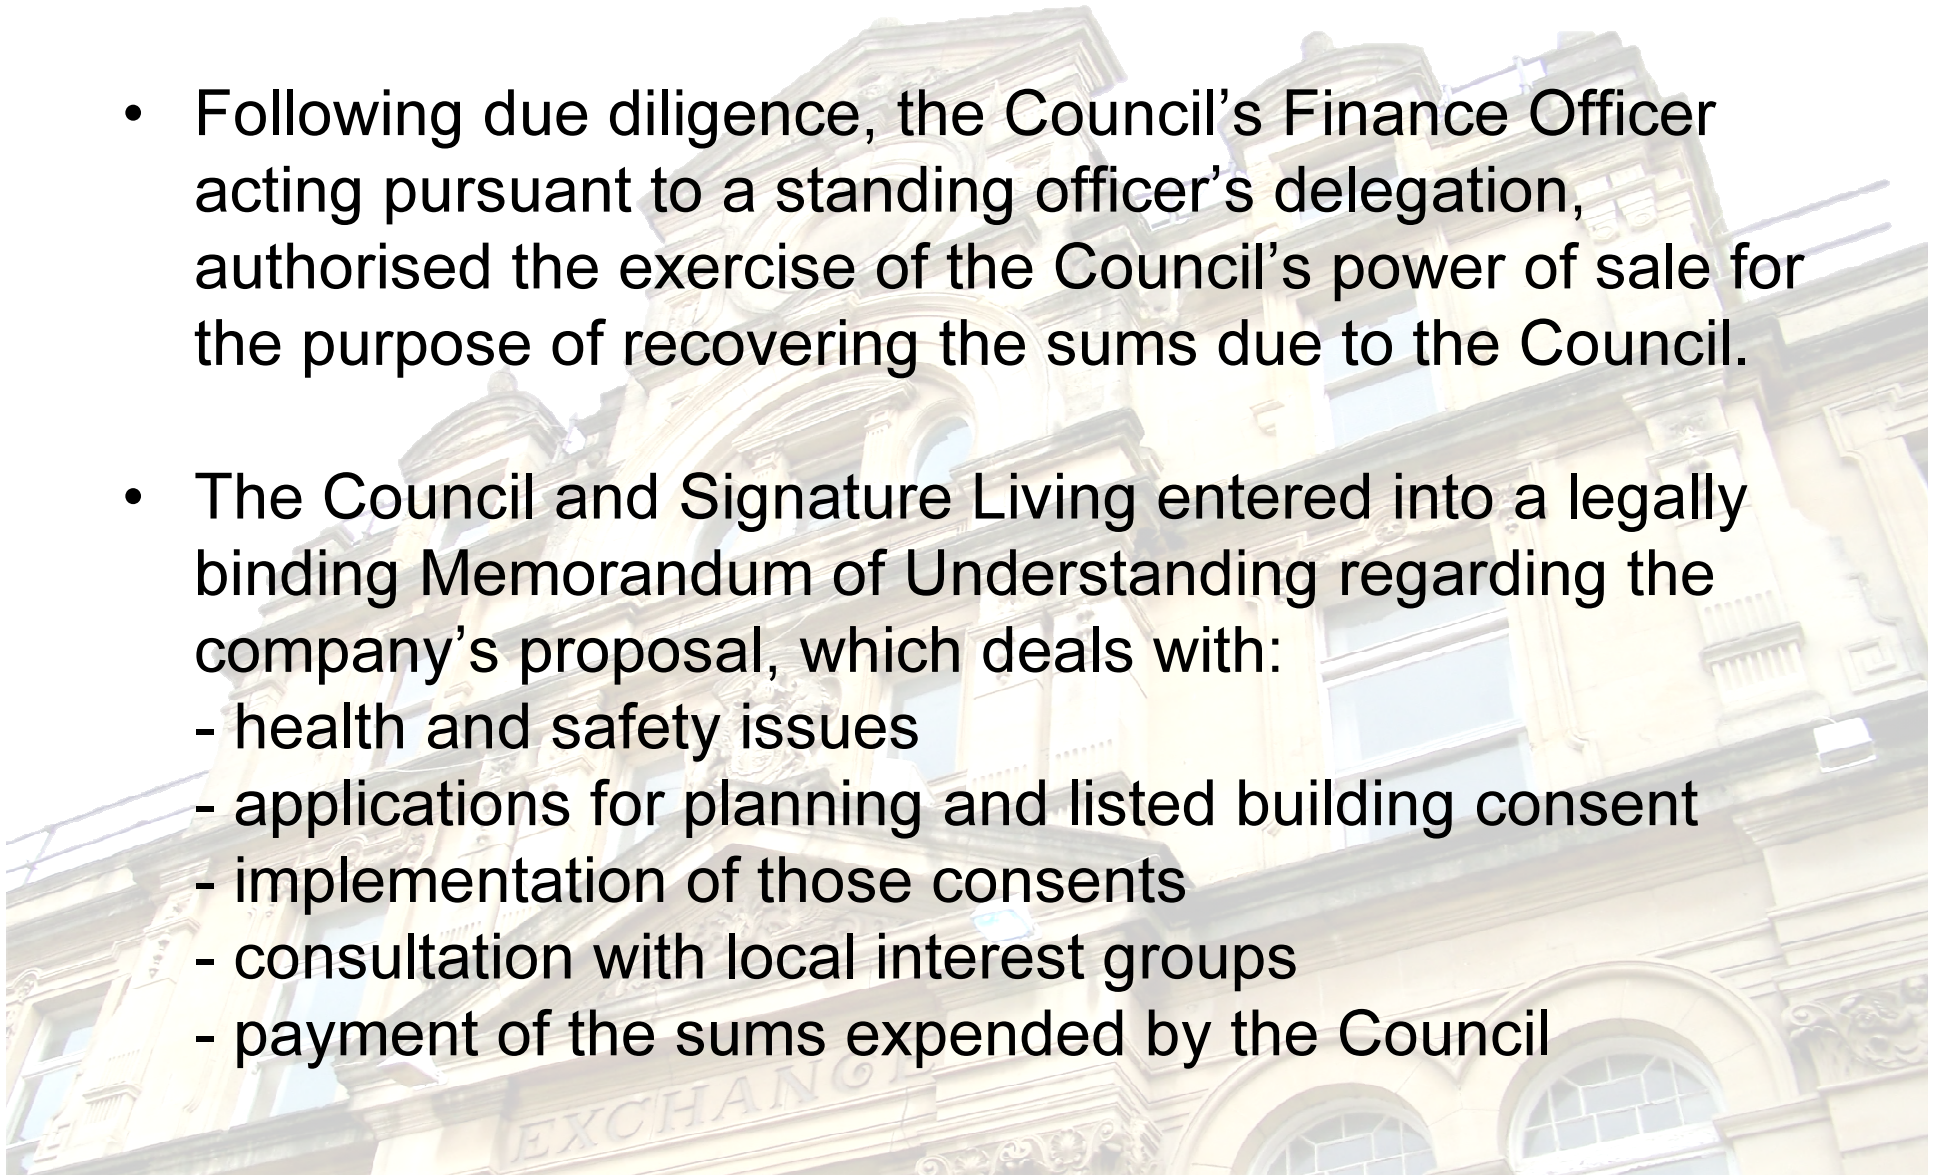 • Following due diligence, the Council’s Finance Officer
acting pursuant to a standing officer’s delegation,
authorised the exercise of the Council’s power of sale for
the purpose of recovering the sums due to the Council.
• The Council and Signature Living entered into a legally
binding Memorandum of Understanding regarding the
company’s proposal, which deals with:
- health and safety issues
- applications for planning and listed building consent
- implementation of those consents
- consultation with local interest groups
- payment of the sums expended by the Council
EXCHANGE